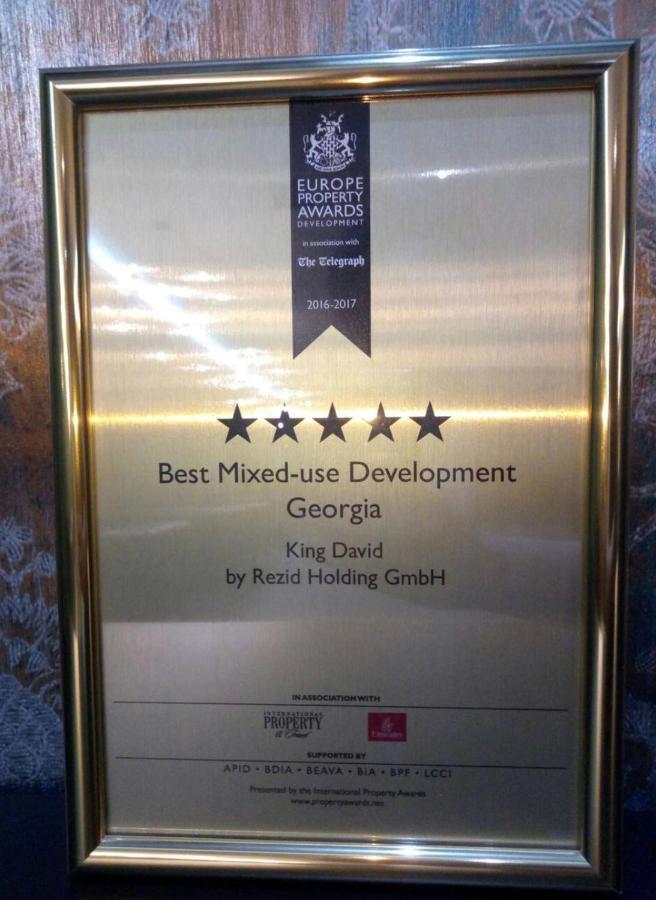 EUROPE
PROPERTY
AWARDS
DEVELOPMENT
in association with
The Telegraph
2016-2017
Best Mixed-use Development
Georgia
King David
by Rezid Holding GmbH
IN ASSOCIATION WITH
INTERNATIONAL
PROPERTY
& Travel
Emirates
SUPPORTED BY
APID • BDIA • BEAVA • BIA • BPF • LCCI
Presented by the International Property Awards
www.propertyawards.net